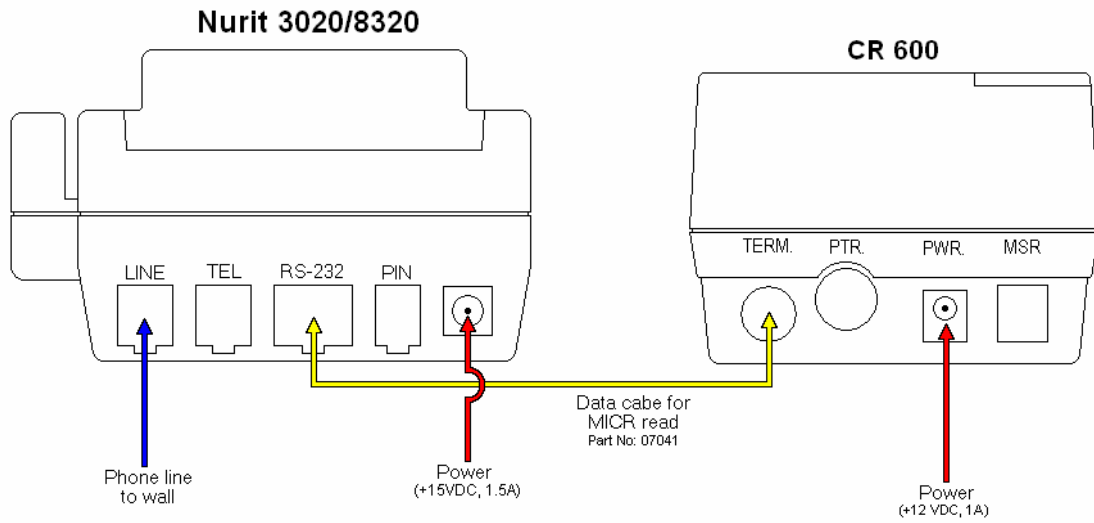 Nurit 3020/8320
CR 600
LINE
TEL
RS-232
PIN
TERM.
PTR.
PWR.
MSR
Data cabe for
MICR read
Part No: 07041
Phone line
to wall
Power
(+15VDC, 1.5A)
Power
(+12 VDC, 1A)